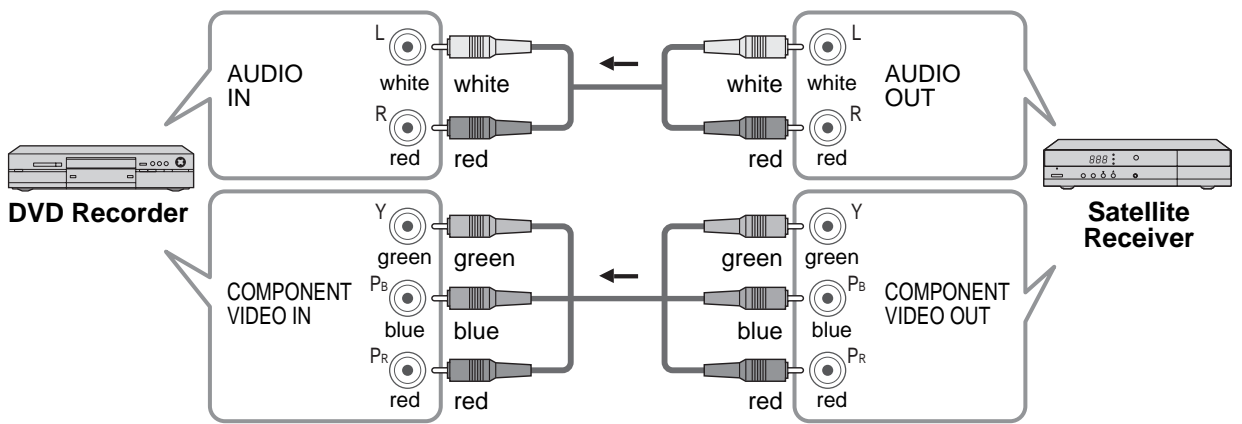 L
white
white
AUDIO
IN
R
red
red
L
white
white
AUDIO
OUT
R
red
red
DVD Recorder
888
Satellite
Receiver
Y
green
green
COMPONENT
VIDEO IN
PB
blue
blue
PR
red
red
Y
green
green
COMPONENT
VIDEO OUT
PB
blue
blue
PR
red
red